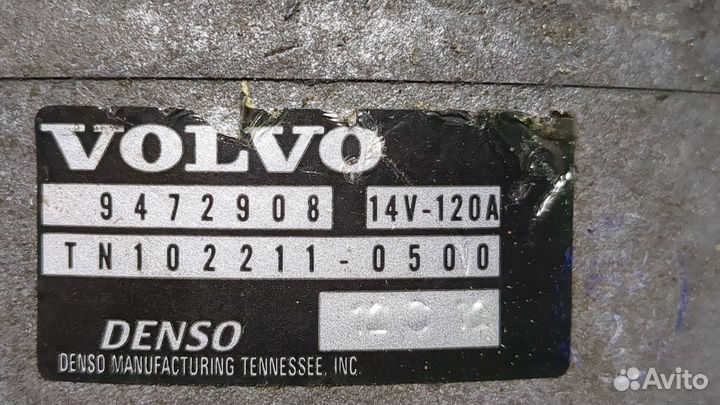 VOLVO
9472908 14V-120A
TN102211-0500
DENSO
DENSO MANUFACTURING TENNESSEE, INC.
Avito